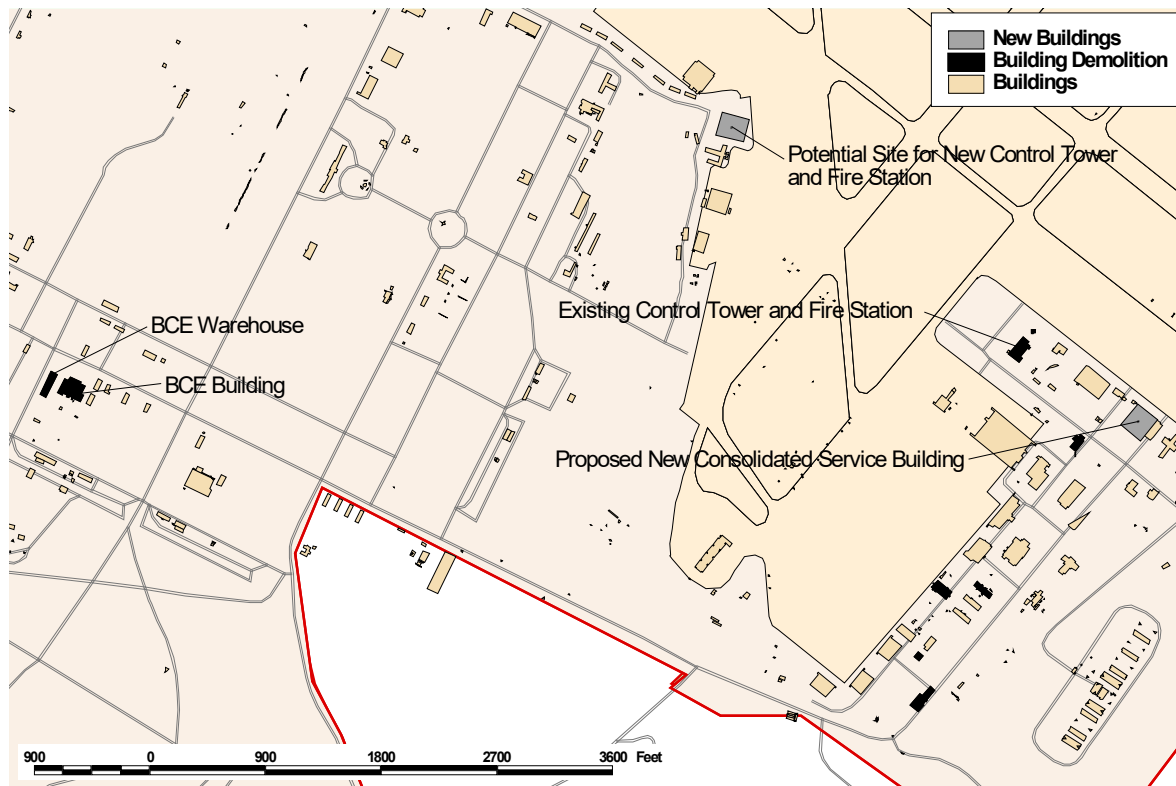 New Buildings
Building Demolition
Buildings
Potential Site for New Control Tower
and Fire Station
Existing Control Tower and Fire Station
BCE Warehouse
BCE Building
Proposed New Consolidated Service Building
900 0 900 1800 2700 3600 Feet